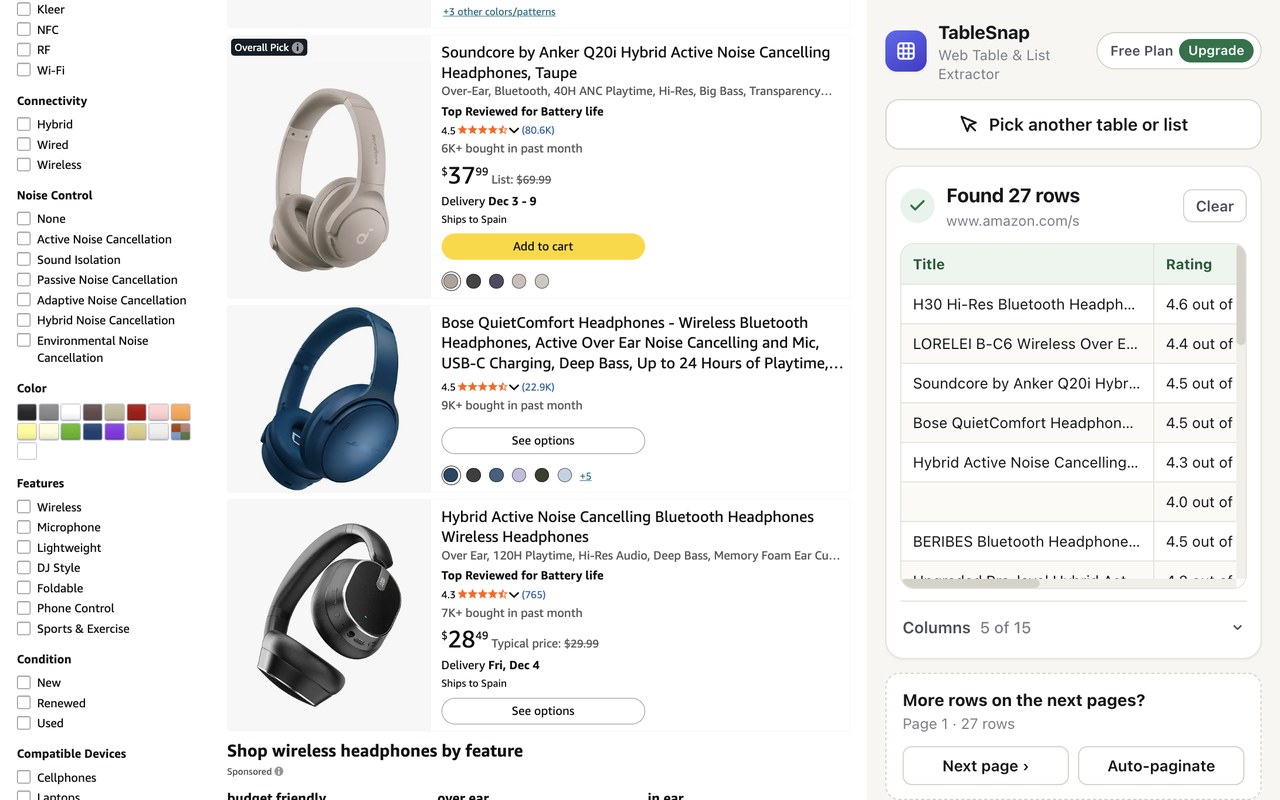 Kleer
NFC
RF
Wi-Fi
Connectivity
Hybrid
Wired
Wireless
Noise Control
None
Active Noise Cancellation
Sound Isolation
Passive Noise Cancellation
Adaptive Noise Cancellation
Hybrid Noise Cancellation
Environmental Noise
Cancellation
Color
Features
Wireless
Microphone
Lightweight
DJ Style
Foldable
Phone Control
Sports & Exercise
Condition
New
Renewed
Used
Compatible Devices
Cellphones
Laptops
+3 other colors/patterns
Overall Pick
Soundcore by Anker Q20i Hybrid Active Noise Cancelling
Headphones, Taupe
Over-Ear, Bluetooth, 40H ANC Playtime, Hi-Res, Big Bass, Transparency…
Top Reviewed for Battery life
4.5 (80.6K)
6K+ bought in past month
$37.99 List: $69.99
Delivery Dec 3 - 9
Ships to Spain
Add to cart
Bose QuietComfort Headphones - Wireless Bluetooth
Headphones, Active Over Ear Noise Cancelling and Mic,
USB-C Charging, Deep Bass, Up to 24 Hours of Playtime,…
4.5 (22.9K)
9K+ bought in past month
See options
+5
Hybrid Active Noise Cancelling Bluetooth Headphones
Wireless Headphones
Over Ear, 120H Playtime, Hi-Res Audio, Deep Bass, Memory Foam Ear Cu…
Top Reviewed for Battery life
4.3 (765)
7K+ bought in past month
$28.49 Typical price: $29.99
Delivery Fri, Dec 4
Ships to Spain
See options
Shop wireless headphones by feature
Sponsored
budget friendly over ear in ear
TableSnap
Web Table & List
Extractor
Free Plan Upgrade
Pick another table or list
Found 27 rows
www.amazon.com/s
Clear
Title Rating
H30 Hi-Res Bluetooth Headph... 4.6 out of
LORELEI B-C6 Wireless Over E... 4.4 out of
Soundcore by Anker Q20i Hybr... 4.5 out of
Bose QuietComfort Headphon... 4.5 out of
Hybrid Active Noise Cancelling... 4.3 out of
4.0 out of
BERIBES Bluetooth Headphone... 4.5 out of
Columns 5 of 15
More rows on the next pages?
Page 1 · 27 rows
Next page ›
Auto-paginate